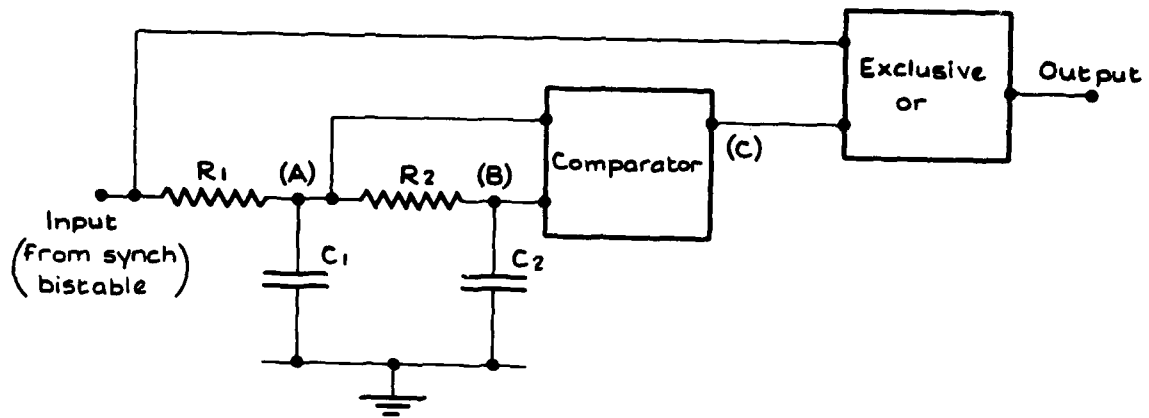 Exclusive
or
Output
Comparator
(C)
R1
(A)
R2
(B)
Input
(from synch
bistable)
C1
C2